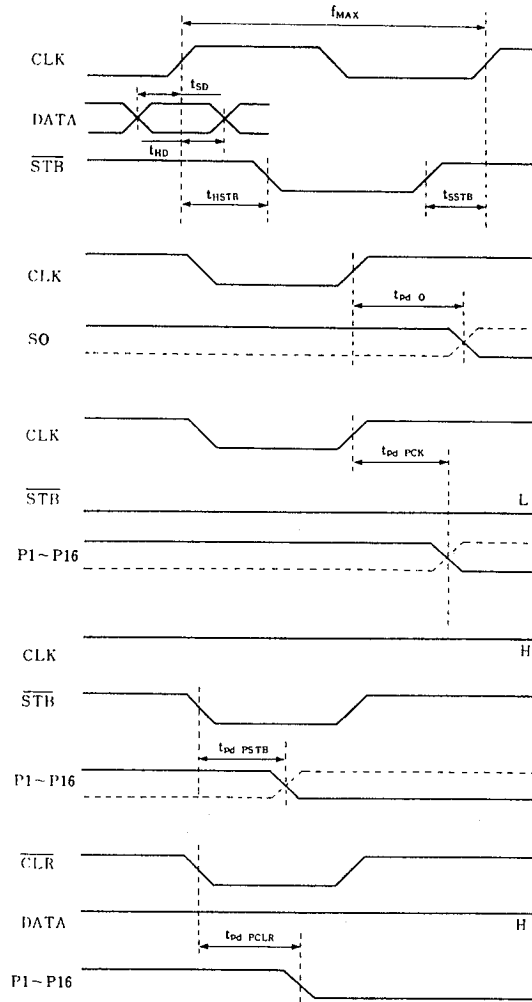 fMAX
CLK
tSD
DATA
tHD
STB
tHSTB
tSSTB
CLK
tpd O
SO
CLK
tpd PCK
STB
L
P1~P16
CLK
H
STB
tpd PSTB
P1~P16
CLR
DATA
H
tpd PCLR
P1~P16